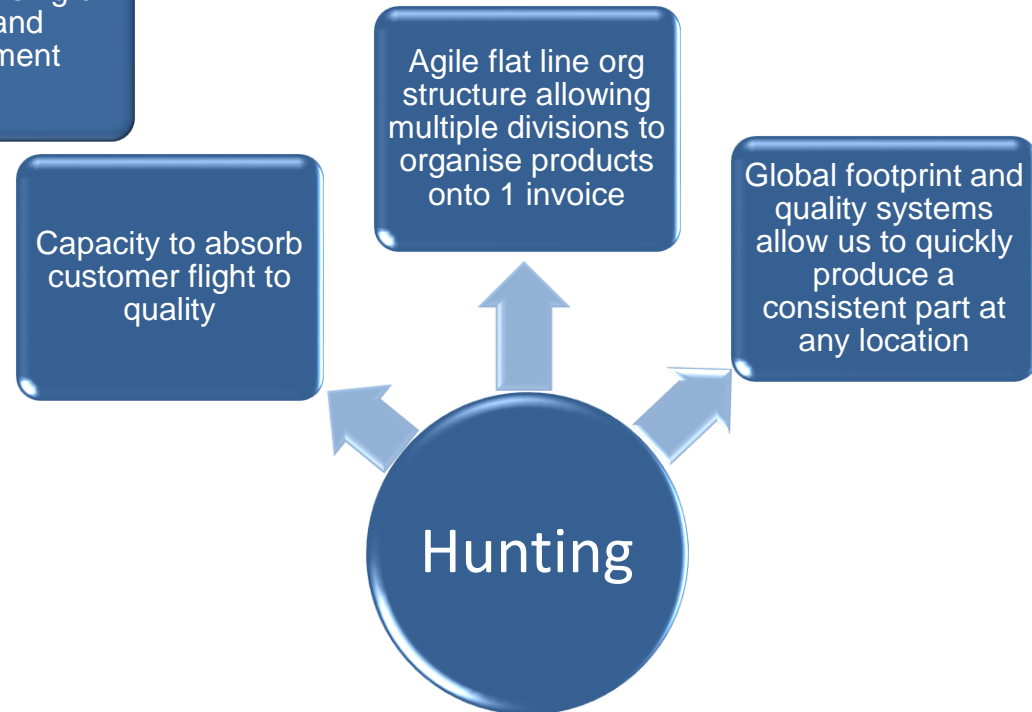 and
Agile flat line org
structure allowing
multiple divisions to
organise products
onto 1 invoice
Capacity to absorb
customer flight to
quality
Global footprint and
quality systems
allow us to quickly
produce a
consistent part at
any location
Hunting